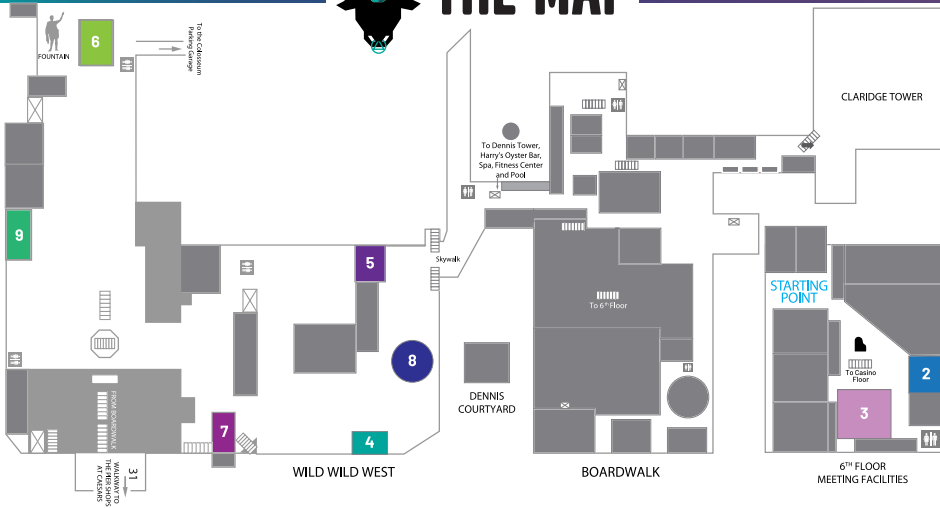 THE MAP
6
FOUNTAIN
To the Colosseum
Parking Garage
CLARIDGE TOWER
To Dennis Tower,
Harry's Oyster Bar,
Spa, Fitness Center
and Pool
9
5
Skywalk
STARTING
POINT
To 6th Floor
8
2
To Casino
Floor
DENNIS
COURTYARD
3
FROM BOARDWALK
7
4
31
WALKWAY TO
THE PIER SHOPS
AT CAESARS
WILD WILD WEST
BOARDWALK
6TH FLOOR
MEETING FACILITIES